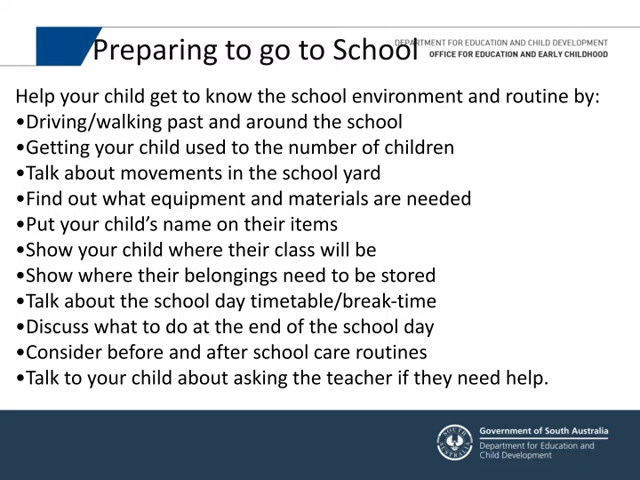 Preparing to go to School
DEPARTMENT FOR EDUCATION AND CHILD DEVELOPMENT
OFFICE FOR EDUCATION AND EARLY CHILDHOOD
Help your child get to know the school environment and routine by:
•Driving/walking past and around the school
•Getting your child used to the number of children
•Talk about movements in the school yard
•Find out what equipment and materials are needed
•Put your child’s name on their items
•Show your child where their class will be
•Show where their belongings need to be stored
•Talk about the school day timetable/break-time
•Discuss what to do at the end of the school day
•Consider before and after school care routines
•Talk to your child about asking the teacher if they need help.
SOUTH AUSTRALIA
Government of South Australia
Department for Education and
Child Development